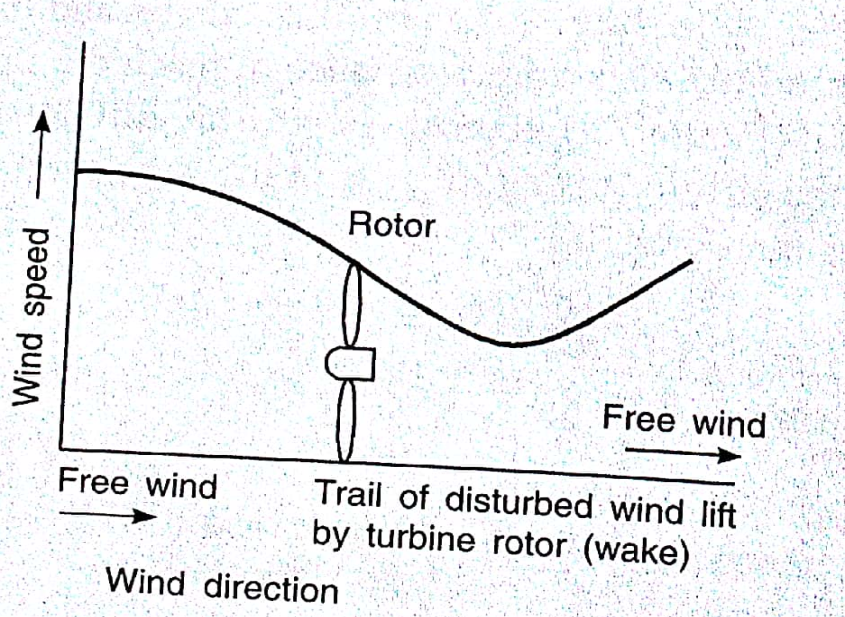 Wind speed
Rotor
Free wind
Free wind
Trail of disturbed wind lift
by turbine rotor (wake)
Wind direction